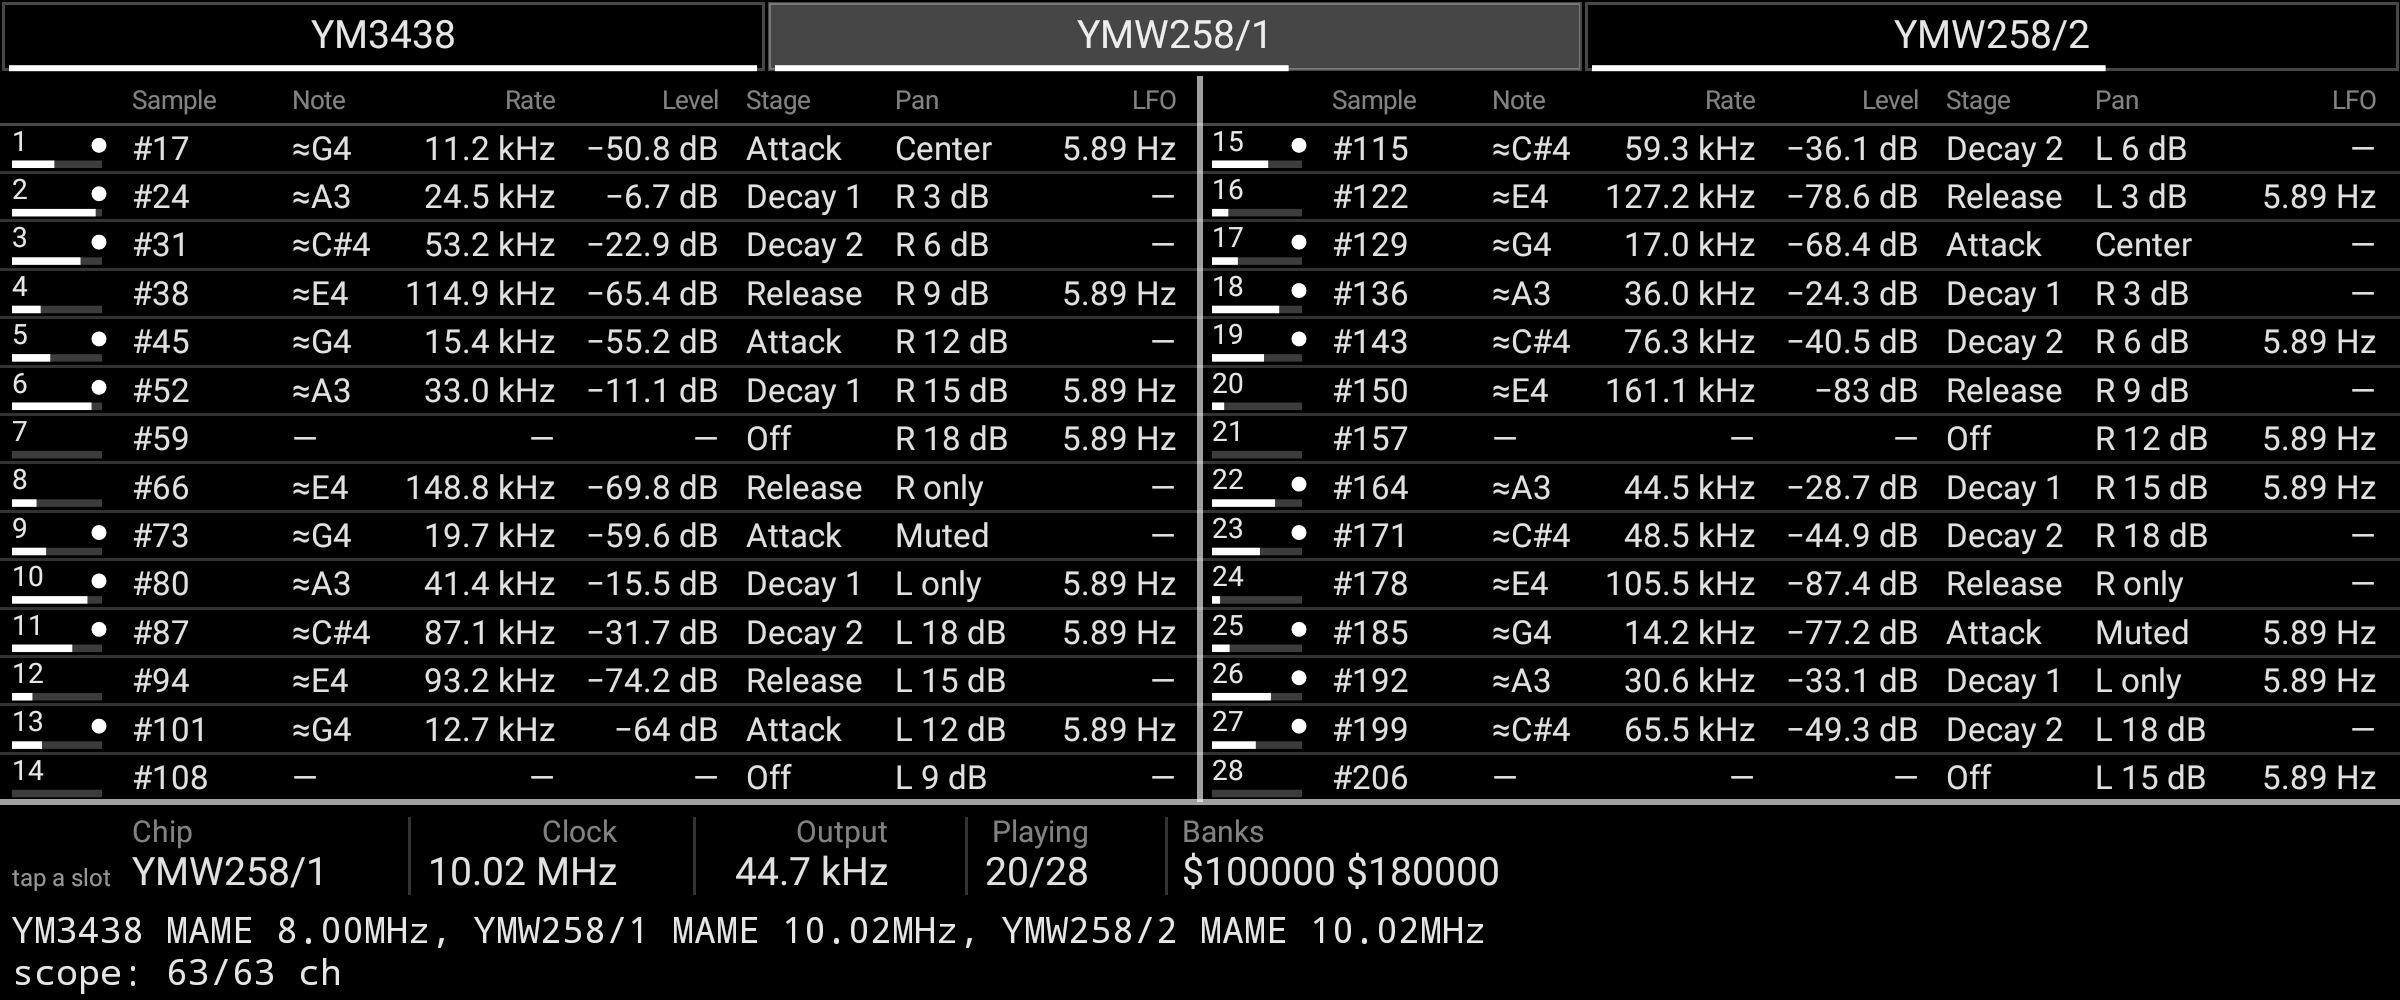 YM3438 YMW258/1 YMW258/2
Sample Note Rate Level Stage Pan LFO
1 #17 ≈G4 11.2 kHz −50.8 dB Attack Center 5.89 Hz
2 #24 ≈A3 24.5 kHz −6.7 dB Decay 1 R 3 dB —
3 #31 ≈C#4 53.2 kHz −22.9 dB Decay 2 R 6 dB —
4 #38 ≈E4 114.9 kHz −65.4 dB Release R 9 dB 5.89 Hz
5 #45 ≈G4 15.4 kHz −55.2 dB Attack R 12 dB —
6 #52 ≈A3 33.0 kHz −11.1 dB Decay 1 R 15 dB 5.89 Hz
7 #59 — — — Off R 18 dB 5.89 Hz
8 #66 ≈E4 148.8 kHz −69.8 dB Release R only —
9 #73 ≈G4 19.7 kHz −59.6 dB Attack Muted —
10 #80 ≈A3 41.4 kHz −15.5 dB Decay 1 L only 5.89 Hz
11 #87 ≈C#4 87.1 kHz −31.7 dB Decay 2 L 18 dB 5.89 Hz
12 #94 ≈E4 93.2 kHz −74.2 dB Release L 15 dB —
13 #101 ≈G4 12.7 kHz −64 dB Attack L 12 dB 5.89 Hz
14 #108 — — — Off L 9 dB —
Sample Note Rate Level Stage Pan LFO
15 #115 ≈C#4 59.3 kHz −36.1 dB Decay 2 L 6 dB —
16 #122 ≈E4 127.2 kHz −78.6 dB Release L 3 dB 5.89 Hz
17 #129 ≈G4 17.0 kHz −68.4 dB Attack Center —
18 #136 ≈A3 36.0 kHz −24.3 dB Decay 1 R 3 dB —
19 #143 ≈C#4 76.3 kHz −40.5 dB Decay 2 R 6 dB 5.89 Hz
20 #150 ≈E4 161.1 kHz −83 dB Release R 9 dB —
21 #157 — — — Off R 12 dB 5.89 Hz
22 #164 ≈A3 44.5 kHz −28.7 dB Decay 1 R 15 dB 5.89 Hz
23 #171 ≈C#4 48.5 kHz −44.9 dB Decay 2 R 18 dB —
24 #178 ≈E4 105.5 kHz −87.4 dB Release R only —
25 #185 ≈G4 14.2 kHz −77.2 dB Attack Muted 5.89 Hz
26 #192 ≈A3 30.6 kHz −33.1 dB Decay 1 L only 5.89 Hz
27 #199 ≈C#4 65.5 kHz −49.3 dB Decay 2 L 18 dB —
28 #206 — — — Off L 15 dB 5.89 Hz
Chip Clock Output Playing Banks
tap a slot YMW258/1 10.02 MHz 44.7 kHz 20/28 $100000 $180000
YM3438 MAME 8.00MHz, YMW258/1 MAME 10.02MHz, YMW258/2 MAME 10.02MHz
scope: 63/63 ch